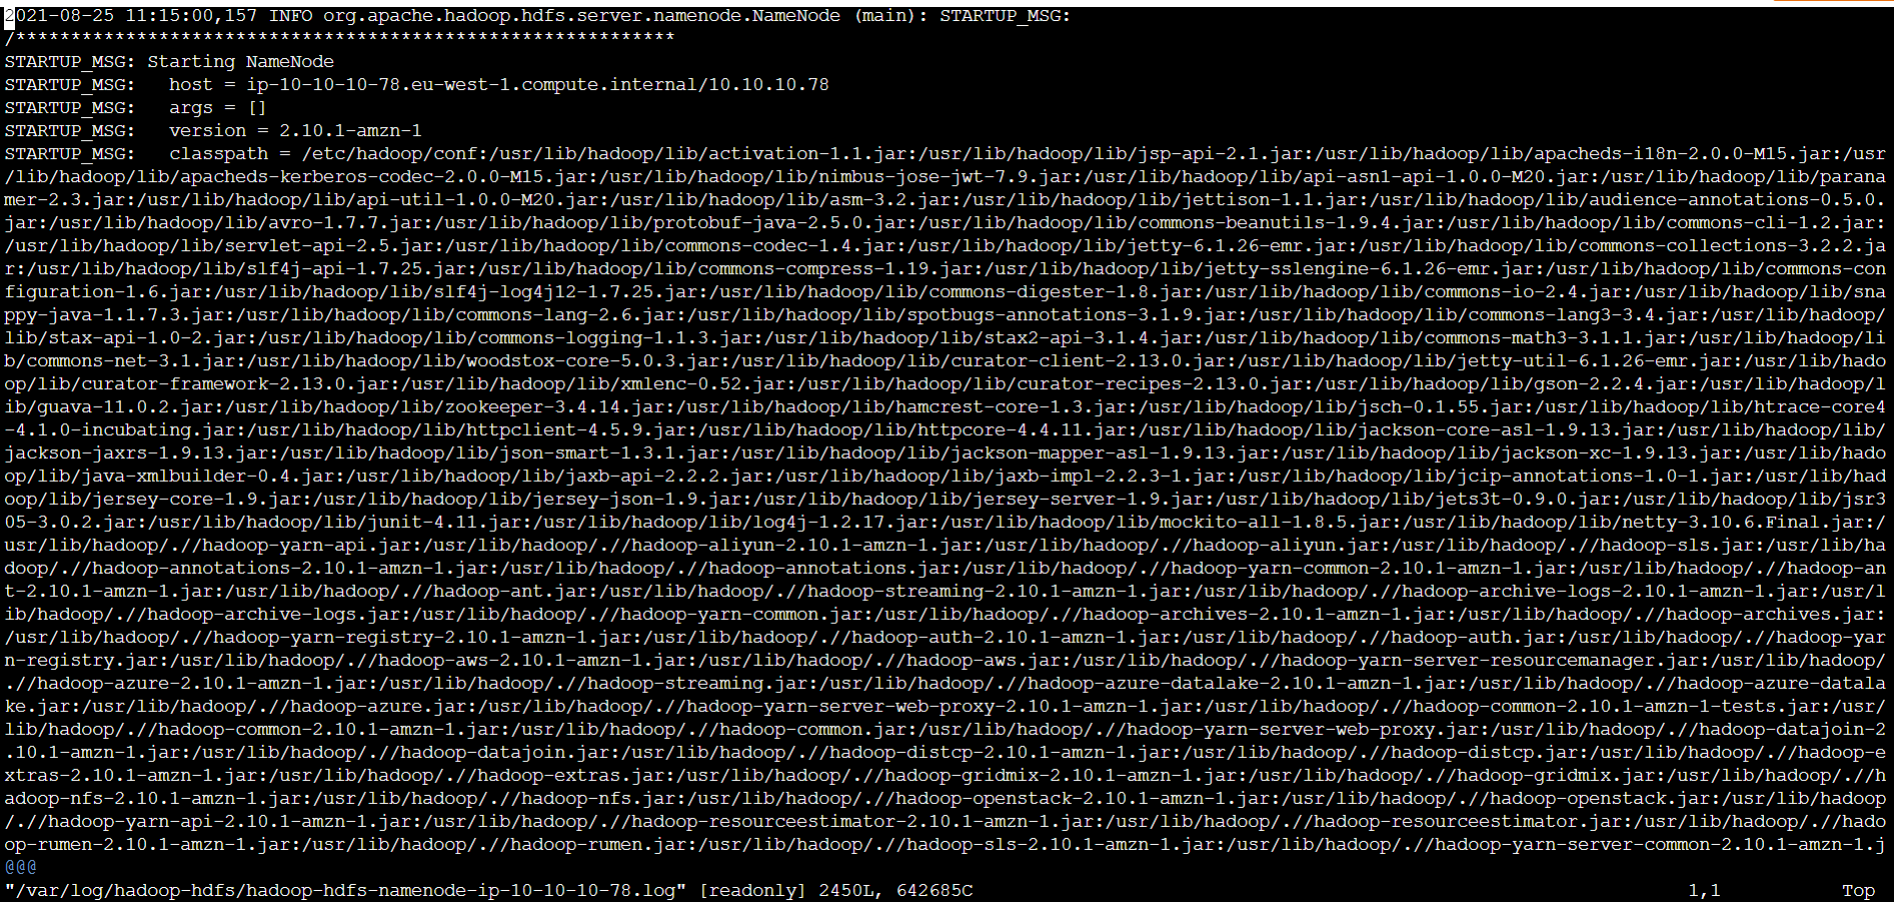 2021-08-25 11:15:00,157 INFO org.apache.hadoop.hdfs.server.namenode.NameNode (main): STARTUP_MSG:
/************************************************************
STARTUP_MSG: Starting NameNode
STARTUP_MSG:   host = ip-10-10-10-78.eu-west-1.compute.internal/10.10.10.78
STARTUP_MSG:   args = []
STARTUP_MSG:   version = 2.10.1-amzn-1
STARTUP_MSG:   classpath = /etc/hadoop/conf:/usr/lib/hadoop/lib/activation-1.1.jar:/usr/lib/hadoop/lib/jsp-api-2.1.jar:/usr/lib/hadoop/lib/apacheds-i18n-2.0.0-M15.jar:/usr
/lib/hadoop/lib/apacheds-kerberos-codec-2.0.0-M15.jar:/usr/lib/hadoop/lib/nimbus-jose-jwt-7.9.jar:/usr/lib/hadoop/lib/api-asn1-api-1.0.0-M20.jar:/usr/lib/hadoop/lib/parana
mer-2.3.jar:/usr/lib/hadoop/lib/api-util-1.0.0-M20.jar:/usr/lib/hadoop/lib/asm-3.2.jar:/usr/lib/hadoop/lib/jettison-1.1.jar:/usr/lib/hadoop/lib/audience-annotations-0.5.0.
jar:/usr/lib/hadoop/lib/avro-1.7.7.jar:/usr/lib/hadoop/lib/protobuf-java-2.5.0.jar:/usr/lib/hadoop/lib/commons-beanutils-1.9.4.jar:/usr/lib/hadoop/lib/commons-cli-1.2.jar:
/usr/lib/hadoop/lib/servlet-api-2.5.jar:/usr/lib/hadoop/lib/commons-codec-1.4.jar:/usr/lib/hadoop/lib/jetty-6.1.26-emr.jar:/usr/lib/hadoop/lib/commons-collections-3.2.2.ja
r:/usr/lib/hadoop/lib/slf4j-api-1.7.25.jar:/usr/lib/hadoop/lib/commons-compress-1.19.jar:/usr/lib/hadoop/lib/jetty-sslengine-6.1.26-emr.jar:/usr/lib/hadoop/lib/commons-con
figuration-1.6.jar:/usr/lib/hadoop/lib/slf4j-log4j12-1.7.25.jar:/usr/lib/hadoop/lib/commons-digester-1.8.jar:/usr/lib/hadoop/lib/commons-io-2.4.jar:/usr/lib/hadoop/lib/sna
ppy-java-1.1.7.3.jar:/usr/lib/hadoop/lib/commons-lang-2.6.jar:/usr/lib/hadoop/lib/spotbugs-annotations-3.1.9.jar:/usr/lib/hadoop/lib/commons-lang3-3.4.jar:/usr/lib/hadoop/
lib/stax-api-1.0-2.jar:/usr/lib/hadoop/lib/commons-logging-1.1.3.jar:/usr/lib/hadoop/lib/stax2-api-3.1.4.jar:/usr/lib/hadoop/lib/commons-math3-3.1.1.jar:/usr/lib/hadoop/li
b/commons-net-3.1.jar:/usr/lib/hadoop/lib/woodstox-core-5.0.3.jar:/usr/lib/hadoop/lib/curator-client-2.13.0.jar:/usr/lib/hadoop/lib/jetty-util-6.1.26-emr.jar:/usr/lib/hado
op/lib/curator-framework-2.13.0.jar:/usr/lib/hadoop/lib/xmlenc-0.52.jar:/usr/lib/hadoop/lib/curator-recipes-2.13.0.jar:/usr/lib/hadoop/lib/gson-2.2.4.jar:/usr/lib/hadoop/l
ib/guava-11.0.2.jar:/usr/lib/hadoop/lib/zookeeper-3.4.14.jar:/usr/lib/hadoop/lib/hamcrest-core-1.3.jar:/usr/lib/hadoop/lib/jsch-0.1.55.jar:/usr/lib/hadoop/lib/htrace-core4
-4.1.0-incubating.jar:/usr/lib/hadoop/lib/httpclient-4.5.9.jar:/usr/lib/hadoop/lib/httpcore-4.4.11.jar:/usr/lib/hadoop/lib/jackson-core-asl-1.9.13.jar:/usr/lib/hadoop/lib/
jackson-jaxrs-1.9.13.jar:/usr/lib/hadoop/lib/json-smart-1.3.1.jar:/usr/lib/hadoop/lib/jackson-mapper-asl-1.9.13.jar:/usr/lib/hadoop/lib/jackson-xc-1.9.13.jar:/usr/lib/hado
op/lib/java-xmlbuilder-0.4.jar:/usr/lib/hadoop/lib/jaxb-api-2.2.2.jar:/usr/lib/hadoop/lib/jaxb-impl-2.2.3-1.jar:/usr/lib/hadoop/lib/jcip-annotations-1.0-1.jar:/usr/lib/had
oop/lib/jersey-core-1.9.jar:/usr/lib/hadoop/lib/jersey-json-1.9.jar:/usr/lib/hadoop/lib/jersey-server-1.9.jar:/usr/lib/hadoop/lib/jets3t-0.9.0.jar:/usr/lib/hadoop/lib/jsr3
05-3.0.2.jar:/usr/lib/hadoop/lib/junit-4.11.jar:/usr/lib/hadoop/lib/log4j-1.2.17.jar:/usr/lib/hadoop/lib/mockito-all-1.8.5.jar:/usr/lib/hadoop/lib/netty-3.10.6.Final.jar:/
usr/lib/hadoop/.//hadoop-yarn-api.jar:/usr/lib/hadoop/.//hadoop-aliyun-2.10.1-amzn-1.jar:/usr/lib/hadoop/.//hadoop-aliyun.jar:/usr/lib/hadoop/.//hadoop-sls.jar:/usr/lib/ha
doop/.//hadoop-annotations-2.10.1-amzn-1.jar:/usr/lib/hadoop/.//hadoop-annotations.jar:/usr/lib/hadoop/.//hadoop-yarn-common-2.10.1-amzn-1.jar:/usr/lib/hadoop/.//hadoop-an
t-2.10.1-amzn-1.jar:/usr/lib/hadoop/.//hadoop-ant.jar:/usr/lib/hadoop/.//hadoop-streaming-2.10.1-amzn-1.jar:/usr/lib/hadoop/.//hadoop-archive-logs-2.10.1-amzn-1.jar:/usr/l
ib/hadoop/.//hadoop-archive-logs.jar:/usr/lib/hadoop/.//hadoop-yarn-common.jar:/usr/lib/hadoop/.//hadoop-archives-2.10.1-amzn-1.jar:/usr/lib/hadoop/.//hadoop-archives.jar:
/usr/lib/hadoop/.//hadoop-yarn-registry-2.10.1-amzn-1.jar:/usr/lib/hadoop/.//hadoop-auth-2.10.1-amzn-1.jar:/usr/lib/hadoop/.//hadoop-auth.jar:/usr/lib/hadoop/.//hadoop-yar
n-registry.jar:/usr/lib/hadoop/.//hadoop-aws-2.10.1-amzn-1.jar:/usr/lib/hadoop/.//hadoop-aws.jar:/usr/lib/hadoop/.//hadoop-yarn-server-resourcemanager.jar:/usr/lib/hadoop/
.//hadoop-azure-2.10.1-amzn-1.jar:/usr/lib/hadoop/.//hadoop-streaming.jar:/usr/lib/hadoop/.//hadoop-azure-datalake-2.10.1-amzn-1.jar:/usr/lib/hadoop/.//hadoop-azure-datala
ke.jar:/usr/lib/hadoop/.//hadoop-azure.jar:/usr/lib/hadoop/.//hadoop-yarn-server-web-proxy-2.10.1-amzn-1.jar:/usr/lib/hadoop/.//hadoop-common-2.10.1-amzn-1-tests.jar:/usr/
lib/hadoop/.//hadoop-common-2.10.1-amzn-1.jar:/usr/lib/hadoop/.//hadoop-common.jar:/usr/lib/hadoop/.//hadoop-yarn-server-web-proxy.jar:/usr/lib/hadoop/.//hadoop-datajoin-2
.10.1-amzn-1.jar:/usr/lib/hadoop/.//hadoop-datajoin.jar:/usr/lib/hadoop/.//hadoop-distcp-2.10.1-amzn-1.jar:/usr/lib/hadoop/.//hadoop-distcp.jar:/usr/lib/hadoop/.//hadoop-e
xtras-2.10.1-amzn-1.jar:/usr/lib/hadoop/.//hadoop-extras.jar:/usr/lib/hadoop/.//hadoop-gridmix-2.10.1-amzn-1.jar:/usr/lib/hadoop/.//hadoop-gridmix.jar:/usr/lib/hadoop/.//h
adoop-nfs-2.10.1-amzn-1.jar:/usr/lib/hadoop/.//hadoop-nfs.jar:/usr/lib/hadoop/.//hadoop-openstack-2.10.1-amzn-1.jar:/usr/lib/hadoop/.//hadoop-openstack.jar:/usr/lib/hadoop
/.//hadoop-yarn-api-2.10.1-amzn-1.jar:/usr/lib/hadoop/.//hadoop-resourceestimator-2.10.1-amzn-1.jar:/usr/lib/hadoop/.//hadoop-resourceestimator.jar:/usr/lib/hadoop/.//hado
op-rumen-2.10.1-amzn-1.jar:/usr/lib/hadoop/.//hadoop-rumen.jar:/usr/lib/hadoop/.//hadoop-sls-2.10.1-amzn-1.jar:/usr/lib/hadoop/.//hadoop-yarn-server-common-2.10.1-amzn-1.j
@@@
"/var/log/hadoop-hdfs/hadoop-hdfs-namenode-ip-10-10-10-78.log" [readonly] 2450L, 642685C 1,1 Top